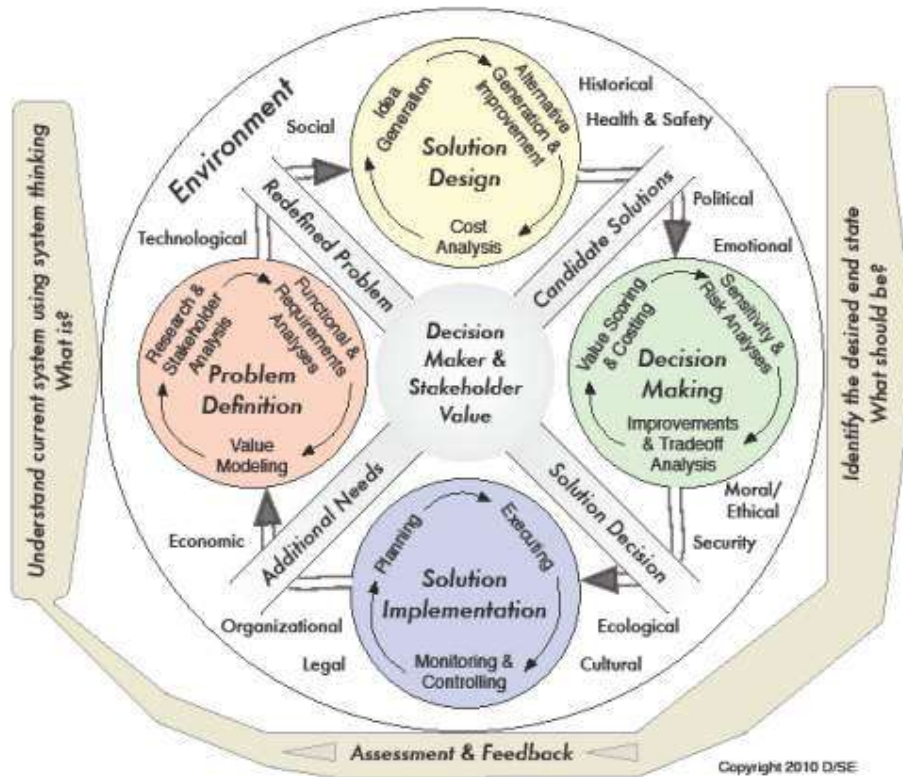 Environment
Social
Historical
Health & Safety
Political
Emotional
Technological
Idea
Generation
Alternative
Generation &
Improvement
Solution
Design
Cost
Analysis
Redefined Problem
Candidate Solutions
Understand current system using system thinking
What is?
Identify the desired end state
What should be?
Research &
Stakeholder
Analysis
Functional &
Requirements
Analyses
Problem
Definition
Value
Modeling
Decision
Maker &
Stakeholder
Value
Value Scoring
& Costing
Sensitivity &
Risk Analyses
Decision
Making
Improvements
& Tradeoff
Analysis
Moral/
Ethical
Security
Economic
Additional Needs
Solution Decision
Planning
Executing
Solution
Implementation
Monitoring &
Controlling
Organizational
Legal
Ecological
Cultural
Assessment & Feedback
Copyright 2010 D/SE